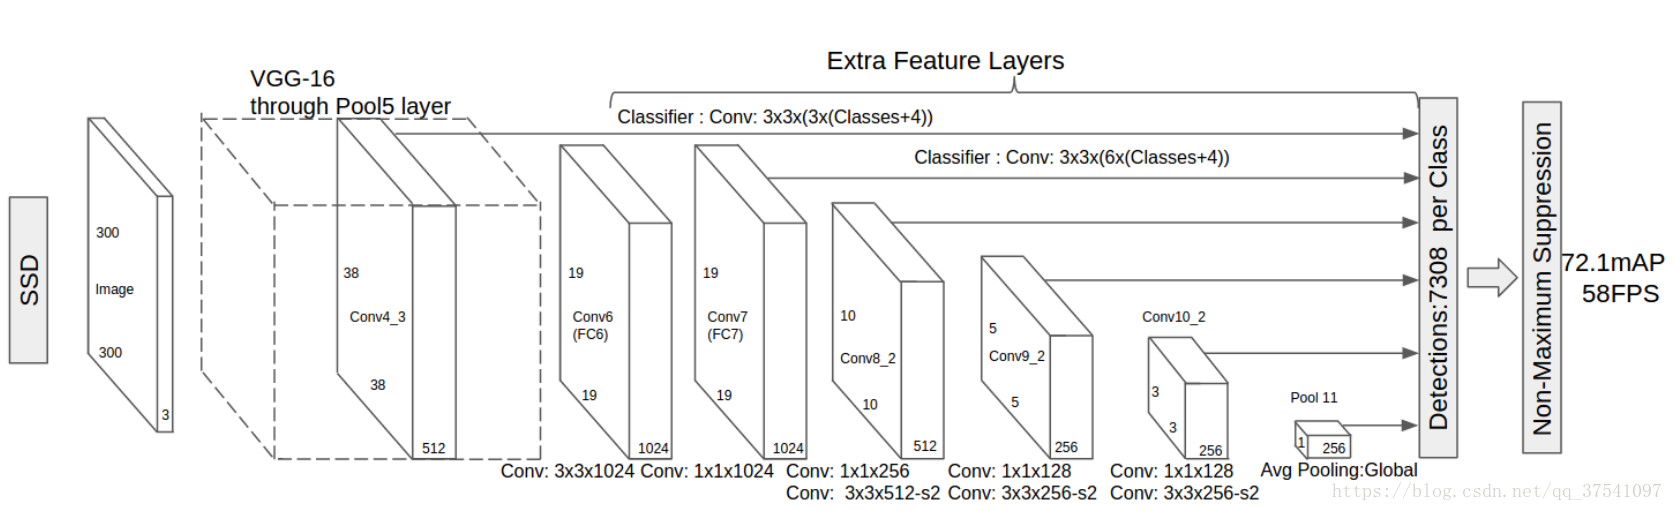 Extra Feature Layers
VGG-16
through Pool5 layer
Classifier : Conv: 3x3x(3x(Classes+4))
Classifier : Conv: 3x3x(6x(Classes+4))
SSD
300
Image
300
3
38
Conv4_3
38
512
19
Conv6
(FC6)
19
1024
19
Conv7
(FC7)
19
1024
10
Conv8_2
10
512
5
Conv9_2
5
256
Conv10_2
3
3
256
Pool 11
1
256
Conv: 3x3x1024
Conv: 1x1x1024
Conv: 1x1x256
Conv: 3x3x512-s2
Conv: 1x1x128
Conv: 3x3x256-s2
Conv: 1x1x128
Conv: 3x3x256-s2
Avg Pooling:Global
Detections:7308 per Class
Non-Maximum Suppression
72.1mAP
58FPS
https://blog.csdn.net/qq_37541097